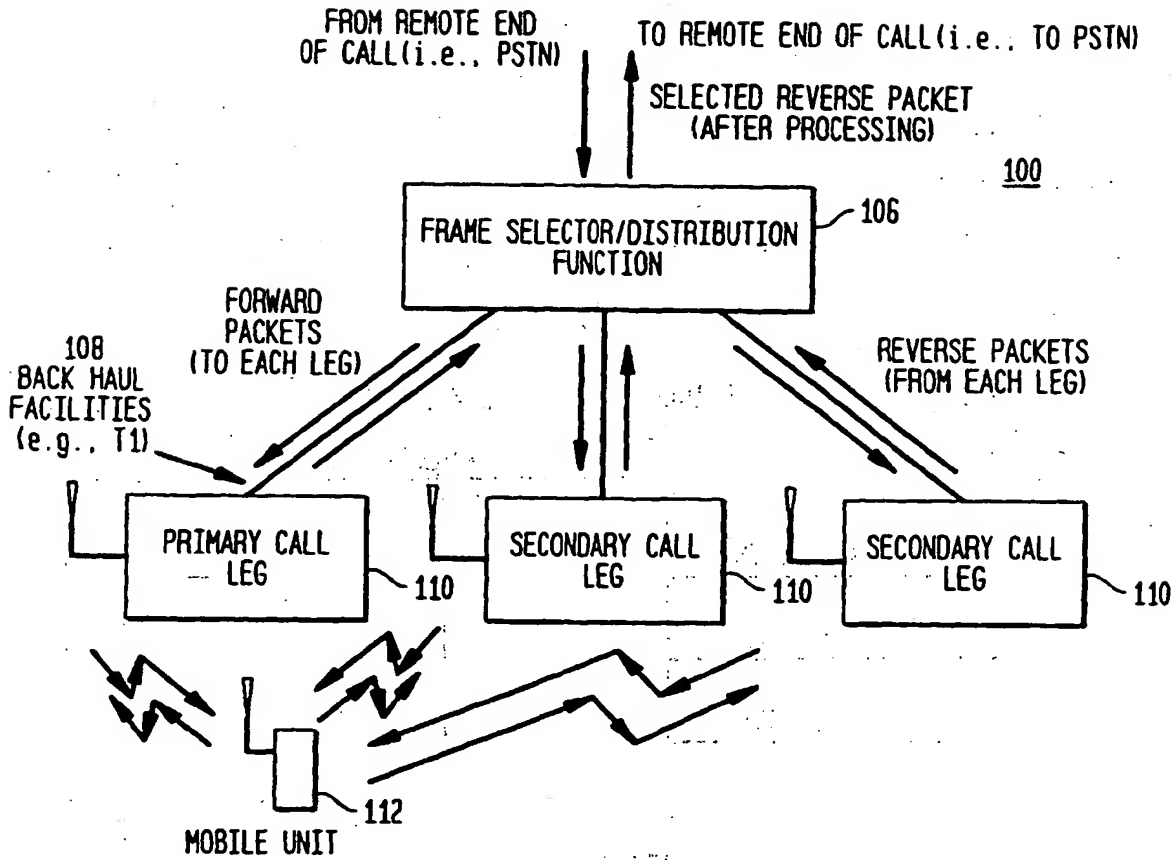 FROM REMOTE END
OF CALL(i.e., PSTN)
TO REMOTE END OF CALL(i.e., TO PSTN)
SELECTED REVERSE PACKET
(AFTER PROCESSING)
100
106
FRAME SELECTOR/DISTRIBUTION
FUNCTION
FORWARD
PACKETS
(TO EACH LEG)
108
BACK HAUL
FACILITIES
(e.g., T1)
REVERSE PACKETS
(FROM EACH LEG)
PRIMARY CALL
LEG
110
SECONDARY CALL
LEG
110
SECONDARY CALL
LEG
110
112
MOBILE UNIT